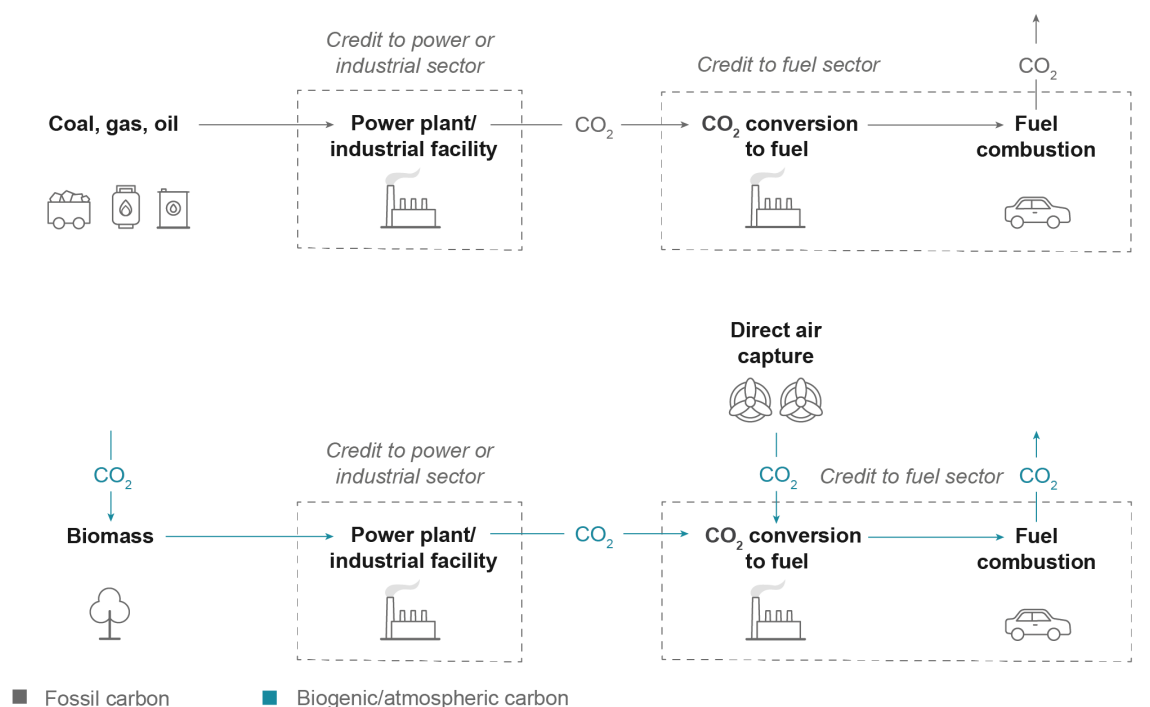 Credit to power or
industrial sector
Credit to fuel sector
CO2
Coal, gas, oil
Power plant/
industrial facility
CO2
CO2 conversion
to fuel
Fuel
combustion
Direct air
capture
CO2
Credit to power or
industrial sector
CO2
Credit to fuel sector
CO2
Biomass
Power plant/
industrial facility
CO2
CO2 conversion
to fuel
Fuel
combustion
Fossil carbon
Biogenic/atmospheric carbon